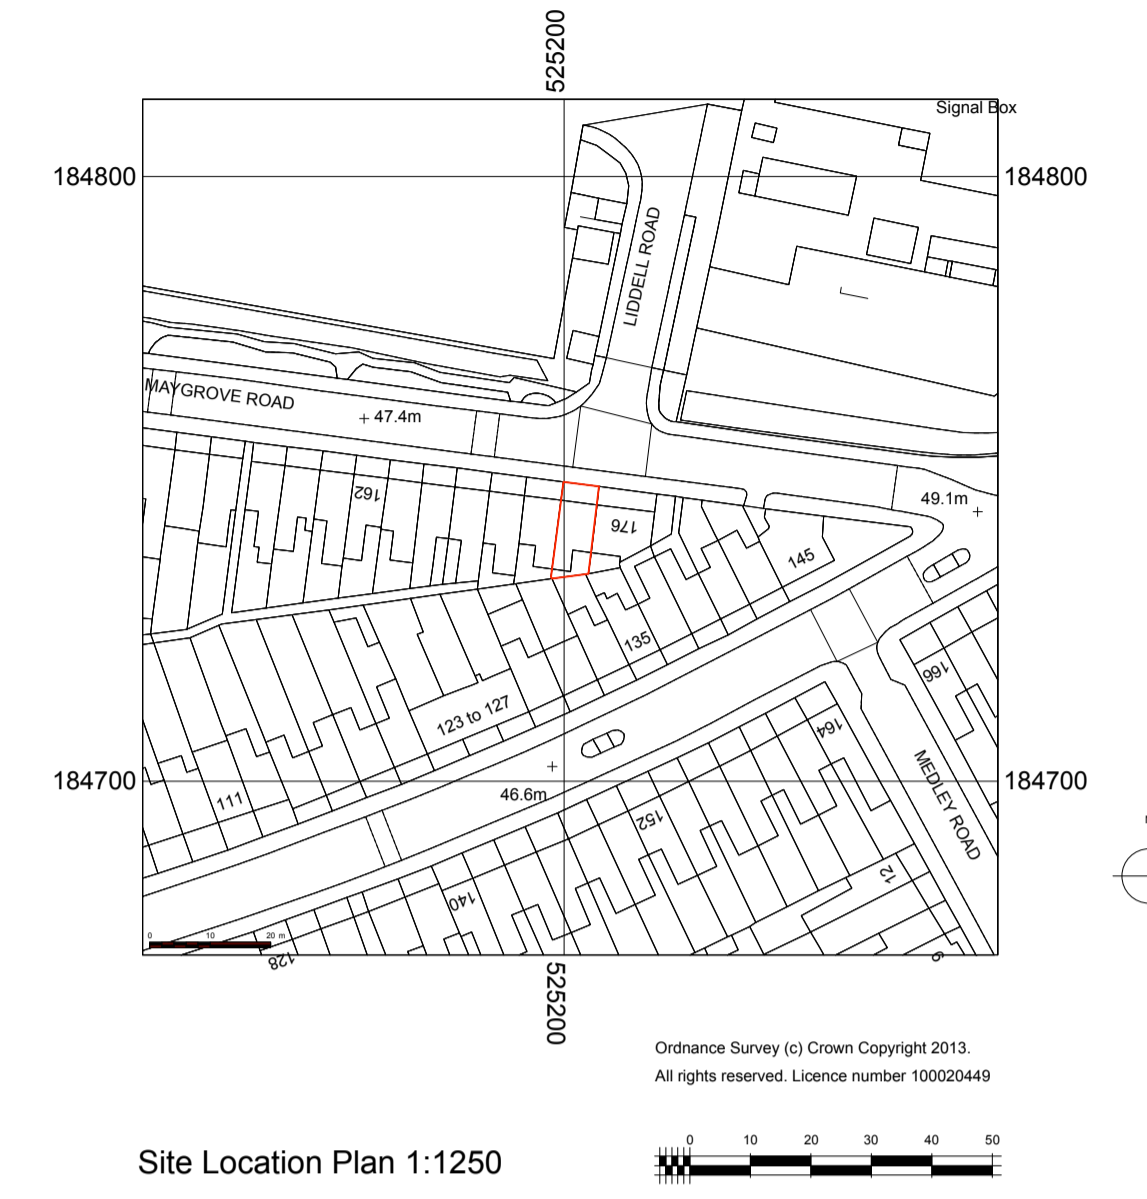 525200
Signal Box
184800
184800
LIDDELL ROAD
MAYGROVE ROAD
47.4m
162
49.1m
176
145
135
166
123 to 127
164
MEDLEY ROAD
184700
184700
111
46.6m
152
12
140
0 10 20 m
128
6
525200
Ordnance Survey (c) Crown Copyright 2013.
All rights reserved. Licence number 100020449
0 10 20 30 40 50
Site Location Plan 1:1250